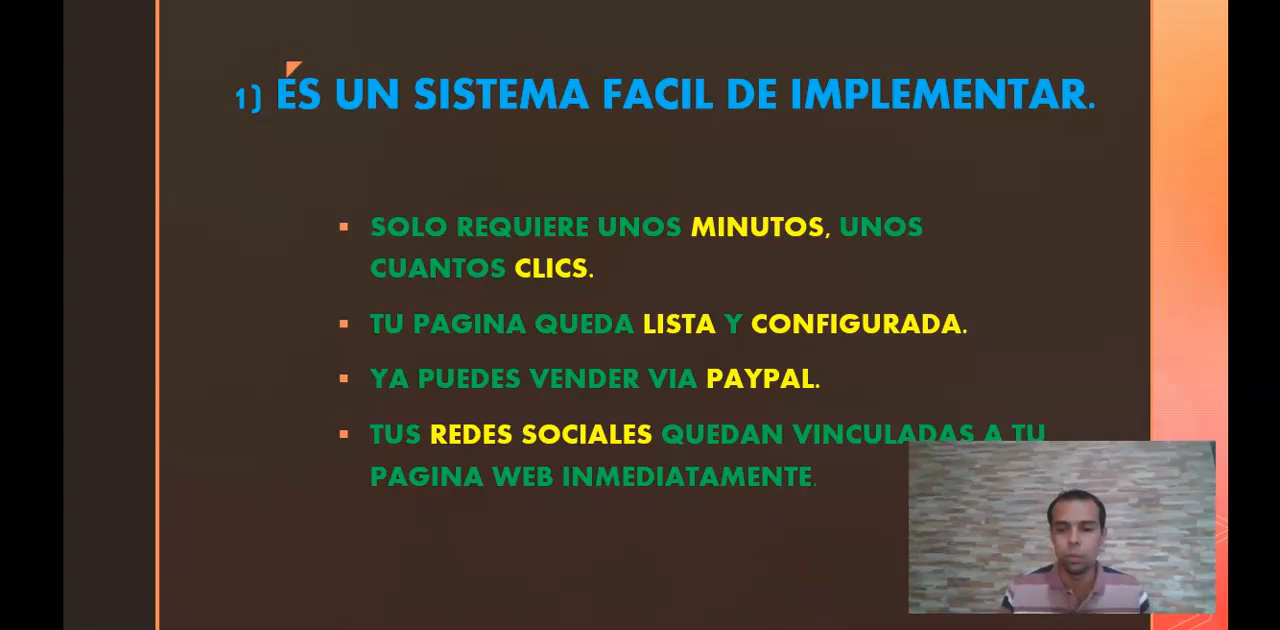 1) ES UN SISTEMA FACIL DE IMPLEMENTAR.
SOLO REQUIERE UNOS MINUTOS, UNOS
CUANTOS CLICS.
TU PAGINA QUEDA LISTA Y CONFIGURADA.
YA PUEDES VENDER VIA PAYPAL.
TUS REDES SOCIALES QUEDAN VINCULADAS A TU
PAGINA WEB INMEDIATAMENTE.